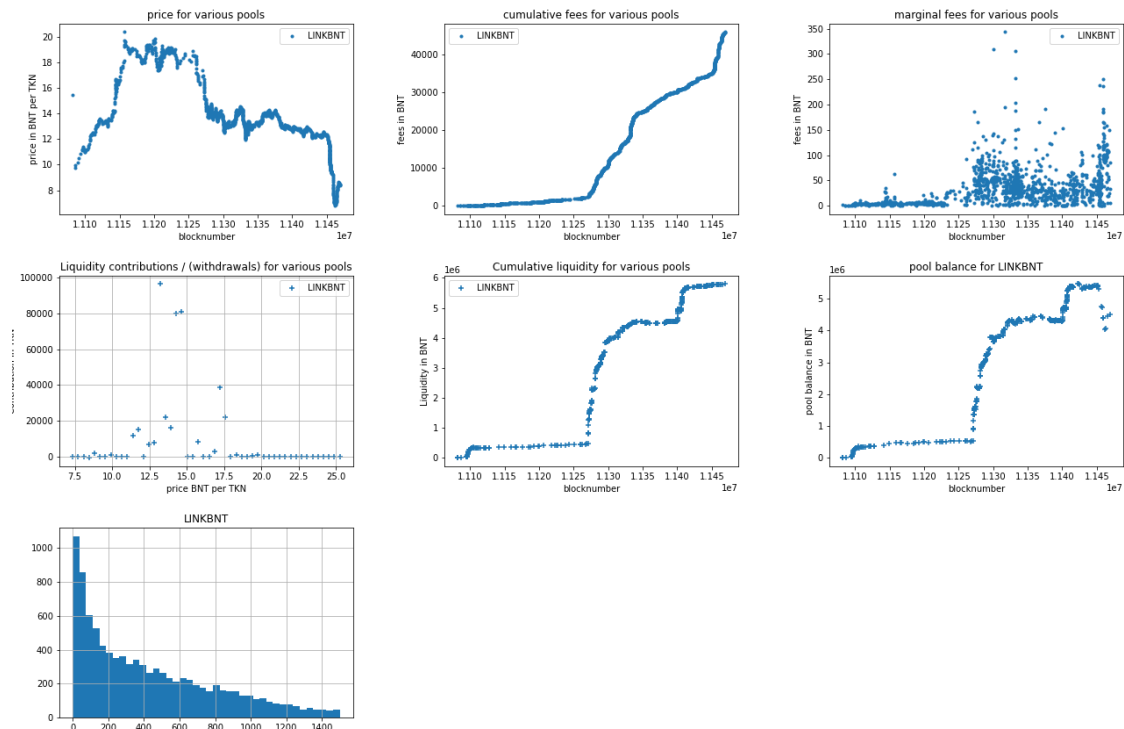 price for various pools
LINKBNT
price in BNT per TKN
20
18
16
14
12
10
8
1.110 1.115 1.120 1.125 1.130 1.135 1.140 1.145
blocknumber
1e7
cumulative fees for various pools
LINKBNT
fees in BNT
40000
30000
20000
10000
0
1.110 1.115 1.120 1.125 1.130 1.135 1.140 1.145
blocknumber
1e7
marginal fees for various pools
LINKBNT
fees in BNT
350
300
250
200
150
100
50
0
1.110 1.115 1.120 1.125 1.130 1.135 1.140 1.145
blocknumber
1e7
Liquidity contributions / (withdrawals) for various pools
LINKBNT
100000
80000
60000
40000
20000
0
7.5 10.0 12.5 15.0 17.5 20.0 22.5 25.0
price BNT per TKN
Cumulative liquidity for various pools
1e6
LINKBNT
Liquidity in BNT
6
5
4
3
2
1
0
1.110 1.115 1.120 1.125 1.130 1.135 1.140 1.145
blocknumber
1e7
pool balance for LINKBNT
1e6
pool balance in BNT
5
4
3
2
1
0
1.110 1.115 1.120 1.125 1.130 1.135 1.140 1.145
blocknumber
1e7
LINKBNT
1000
800
600
400
200
0
0 200 400 600 800 1000 1200 1400